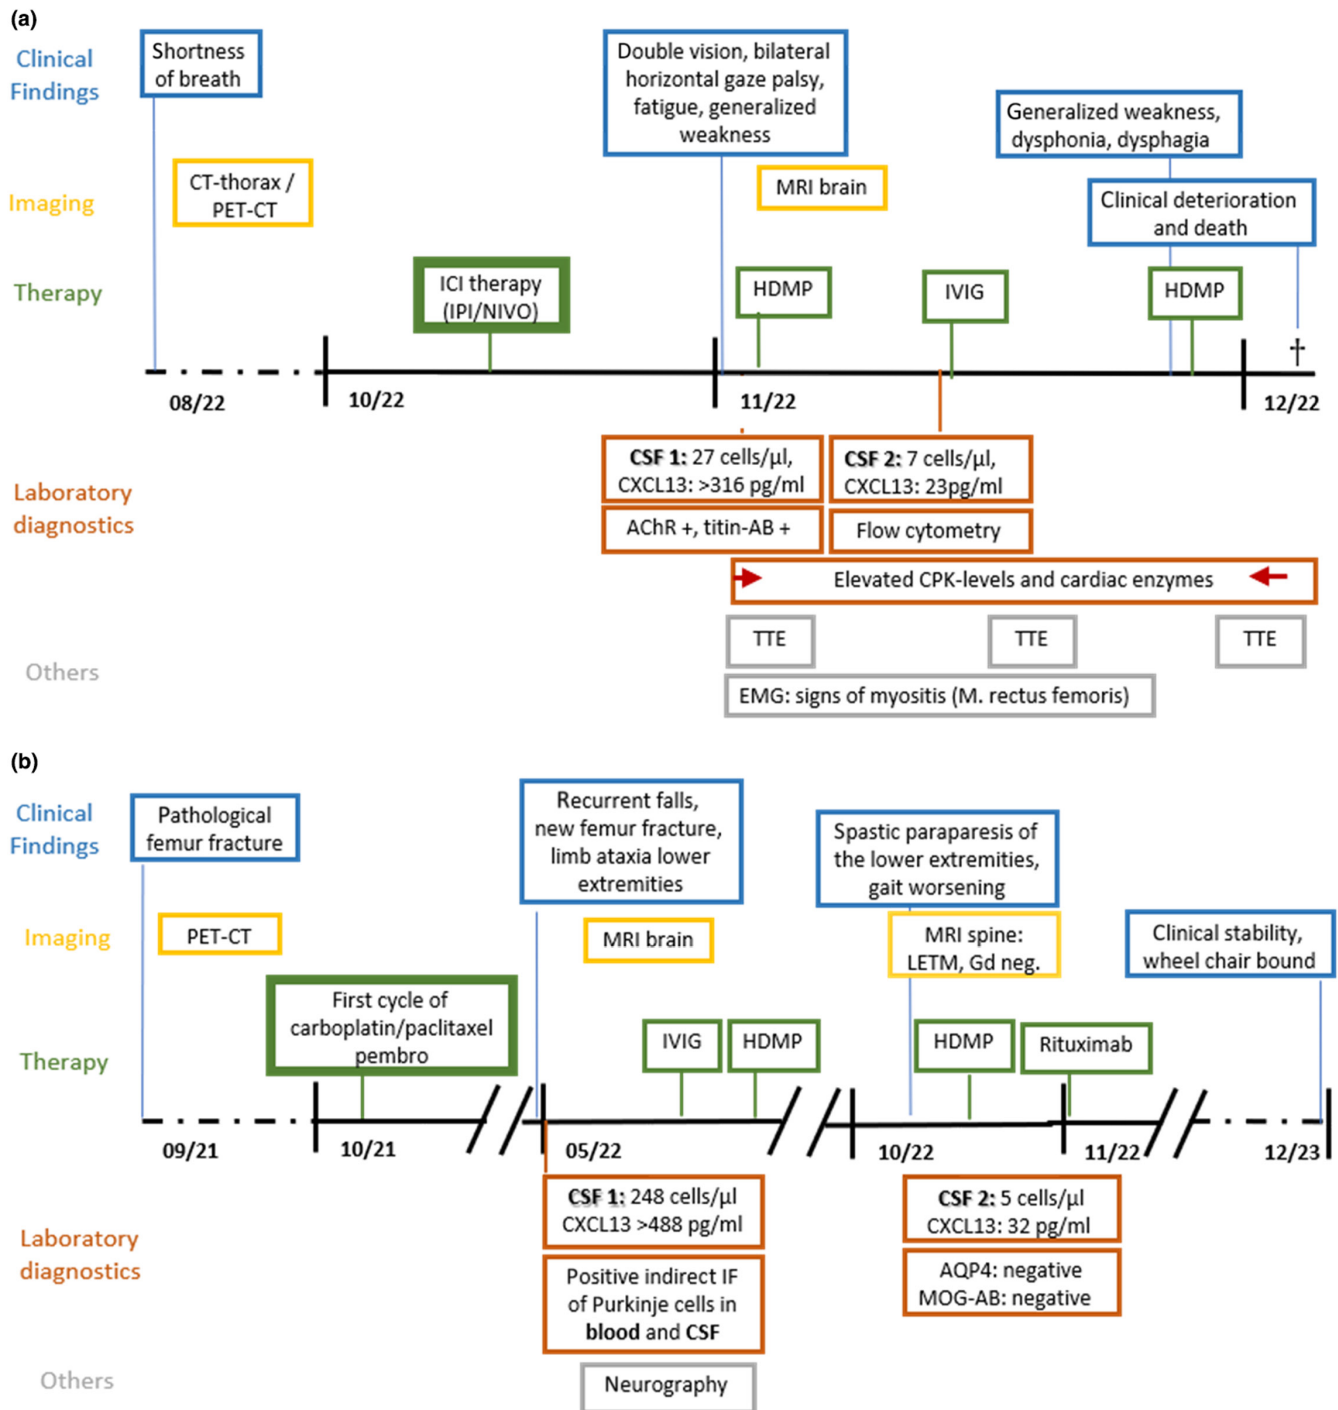 (a)
Clinical
Findings
Shortness
of breath
Double vision, bilateral
horizontal gaze palsy,
fatigue, generalized
weakness
Generalized weakness,
dysphonia, dysphagia
Imaging
CT-thorax /
PET-CT
MRI brain
Clinical deterioration
and death
Therapy
ICI therapy
(IPI/NIVO)
HDMP
IVIG
HDMP
†
08/22
10/22
11/22
12/22
Laboratory
diagnostics
CSF 1: 27 cells/µl,
CXCL13: >316 pg/ml
CSF 2: 7 cells/µl,
CXCL13: 23pg/ml
AChR +, titin-AB +
Flow cytometry
Elevated CPK-levels and cardiac enzymes
Others
TTE
TTE
TTE
EMG: signs of myositis (M. rectus femoris)
(b)
Clinical
Findings
Pathological
femur fracture
Recurrent falls,
new femur fracture,
limb ataxia lower
extremities
Spastic paraparesis of
the lower extremities,
gait worsening
Clinical stability,
wheel chair bound
Imaging
PET-CT
MRI brain
MRI spine:
LETM, Gd neg.
Therapy
First cycle of
carboplatin/paclitaxel
pembro
IVIG
HDMP
HDMP
Rituximab
09/21
10/21
05/22
10/22
11/22
12/23
Laboratory
diagnostics
CSF 1: 248 cells/µl
CXCL13 >488 pg/ml
CSF 2: 5 cells/µl
CXCL13: 32 pg/ml
Positive indirect IF
of Purkinje cells in
blood and CSF
AQP4: negative
MOG-AB: negative
Others
Neurography